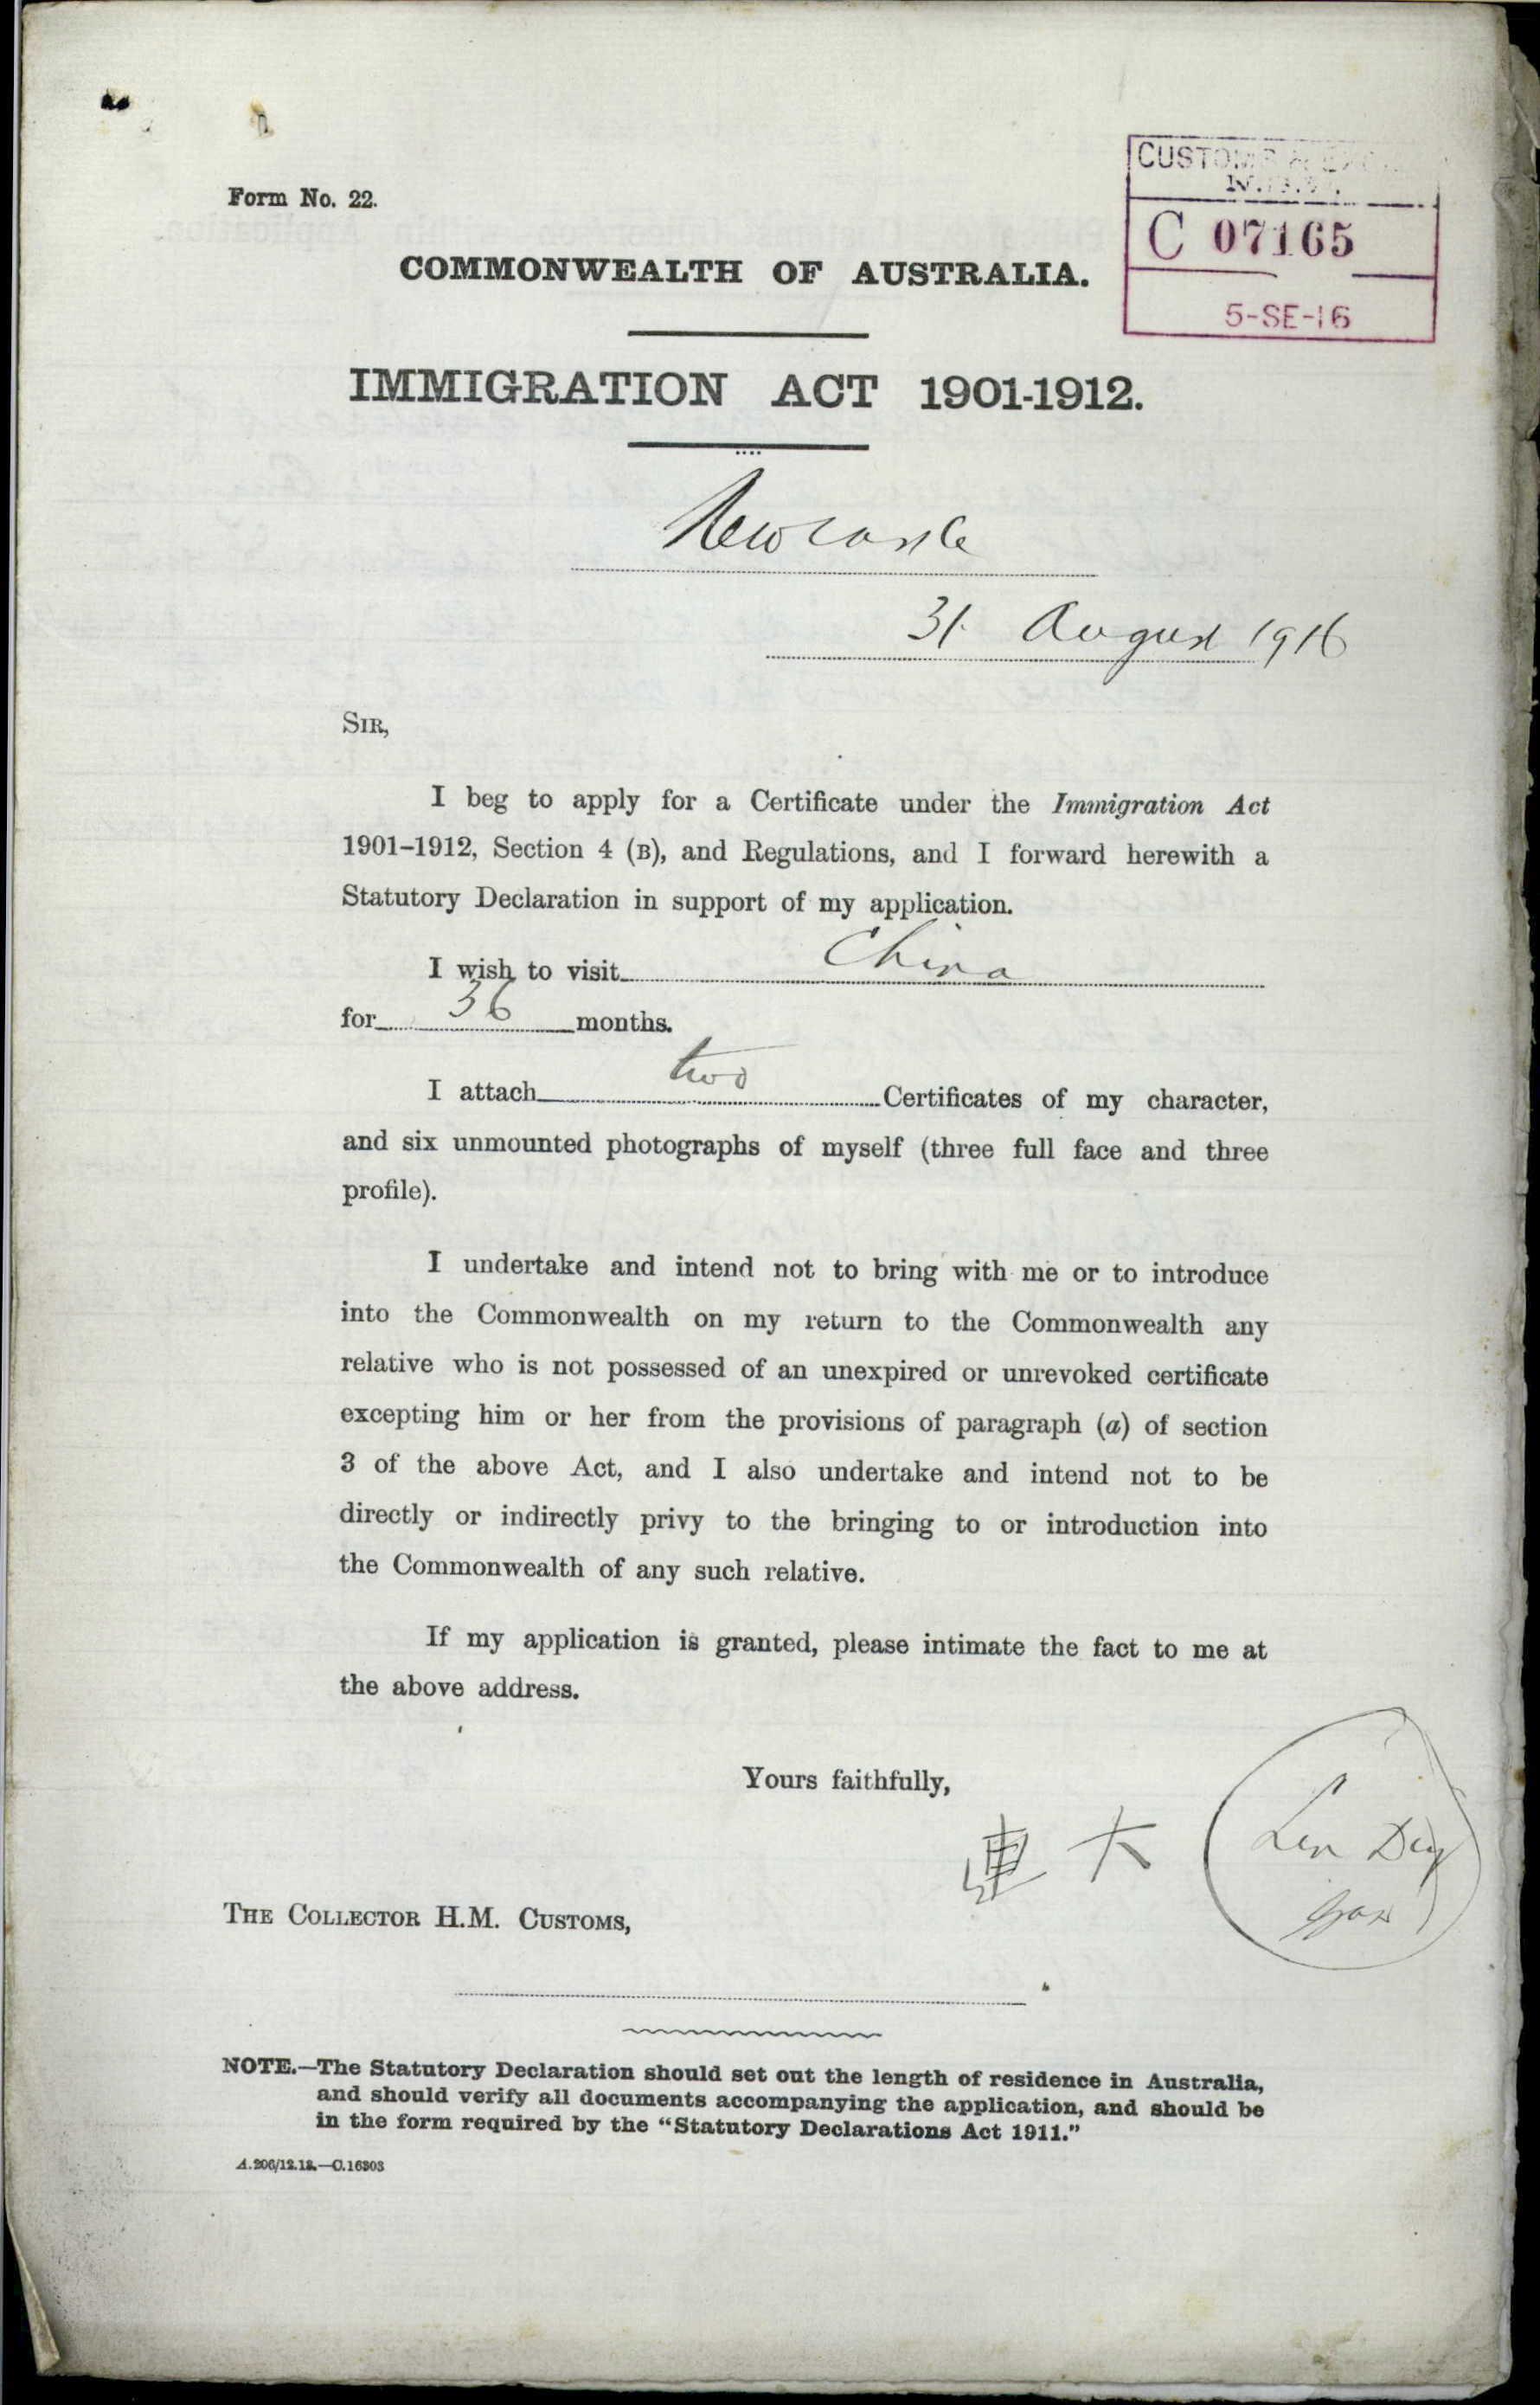 Form No. 22.
CUSTOMS & EXC
N.S.W.
C 07165
5-SE-16
COMMONWEALTH OF AUSTRALIA.
IMMIGRATION ACT 1901-1912.
Newcastle
31 August 1916
SIR,
I beg to apply for a Certificate under the Immigration Act
1901–1912, Section 4 (B), and Regulations, and I forward herewith a
Statutory Declaration in support of my application.
I wish to visit China
for 36 months.
I attach two Certificates of my character,
and six unmounted photographs of myself (three full face and three
profile).
I undertake and intend not to bring with me or to introduce
into the Commonwealth on my return to the Commonwealth any
relative who is not possessed of an unexpired or unrevoked certificate
excepting him or her from the provisions of paragraph (a) of section
3 of the above Act, and I also undertake and intend not to be
directly or indirectly privy to the bringing to or introduction into
the Commonwealth of any such relative.
If my application is granted, please intimate the fact to me at
the above address.
Yours faithfully,
連大
THE COLLECTOR H.M. CUSTOMS,
NOTE.—The Statutory Declaration should set out the length of residence in Australia,
and should verify all documents accompanying the application, and should be
in the form required by the "Statutory Declarations Act 1911."
A.206/12.12.—C.16303